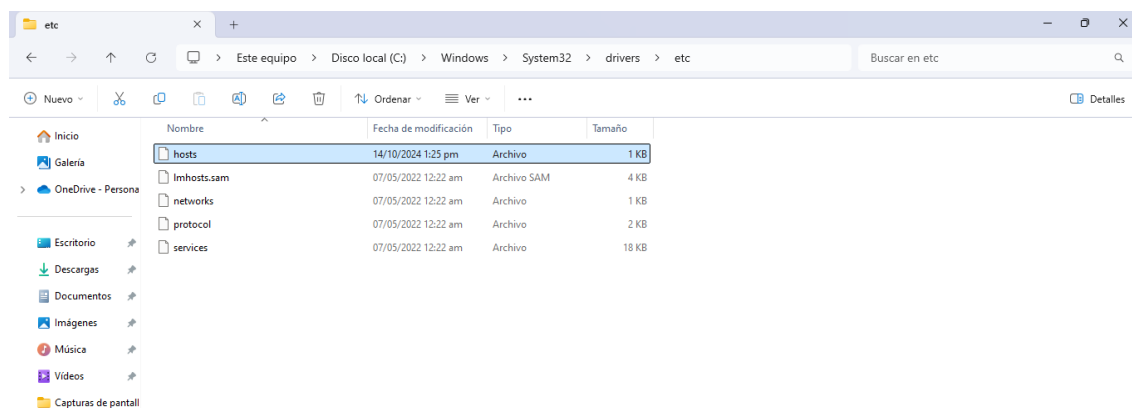 etc
Este equipo > Disco local (C:) > Windows > System32 > drivers > etc
Buscar en etc
Nuevo
Ordenar
Ver
Detalles
Inicio
Galería
OneDrive - Persona
Escritorio
Descargas
Documentos
Imágenes
Música
Vídeos
Capturas de pantall
Nombre Fecha de modificación Tipo Tamaño
hosts 14/10/2024 1:25 pm Archivo 1 KB
lmhosts.sam 07/05/2022 12:22 am Archivo SAM 4 KB
networks 07/05/2022 12:22 am Archivo 1 KB
protocol 07/05/2022 12:22 am Archivo 2 KB
services 07/05/2022 12:22 am Archivo 18 KB